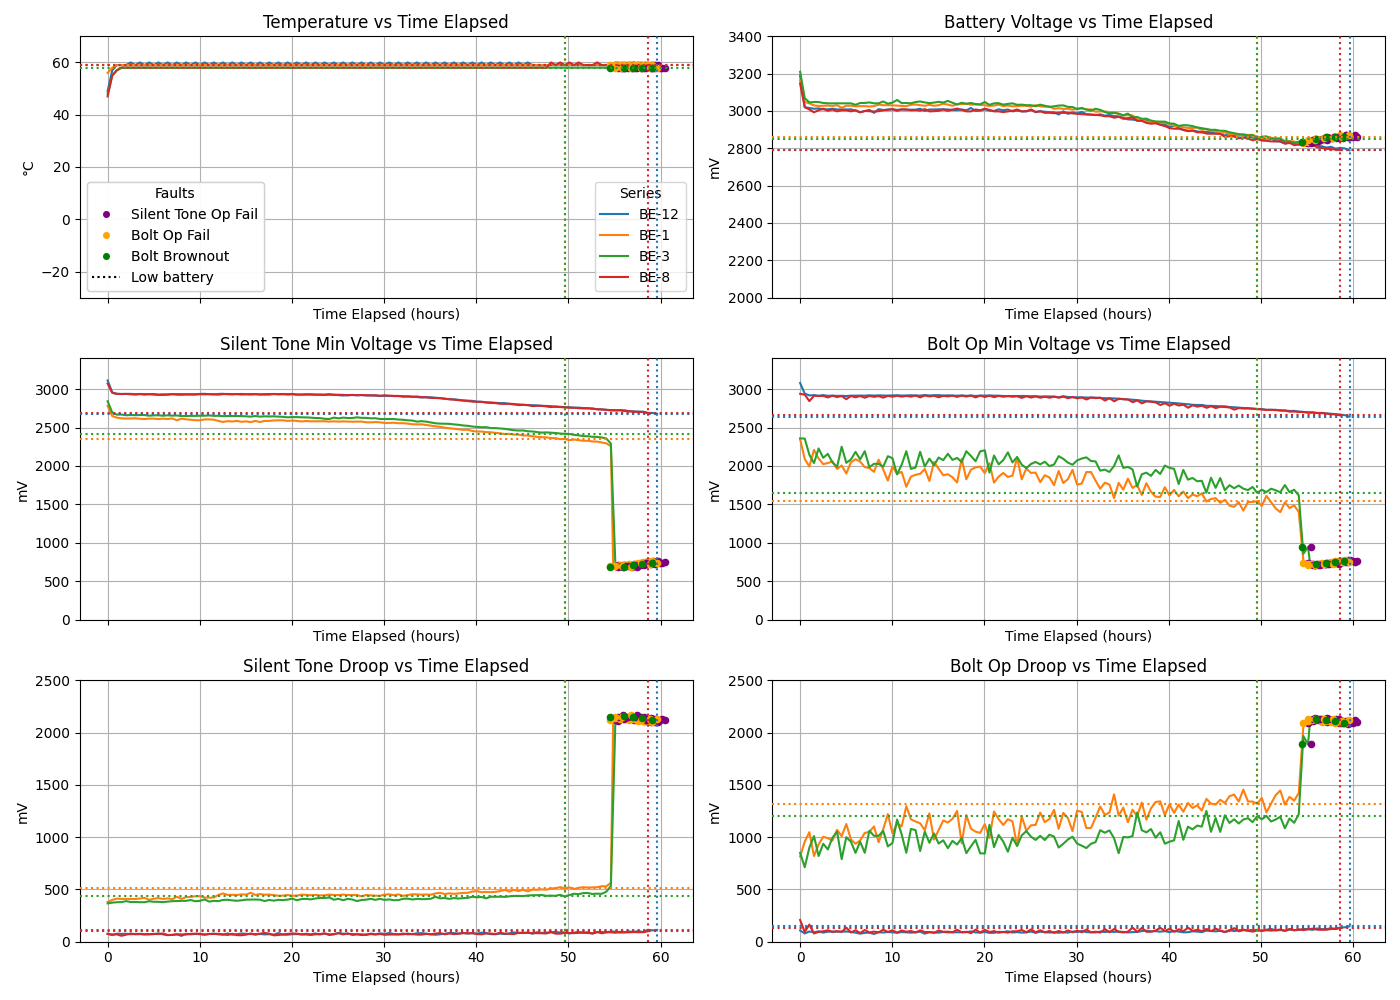 Temperature vs Time Elapsed
60
40
20
0
−20
°C
Faults
Silent Tone Op Fail
Bolt Op Fail
Bolt Brownout
Low battery
Series
BE-12
BE-1
BE-3
BE-8
Time Elapsed (hours)
Battery Voltage vs Time Elapsed
3400
3200
3000
2800
2600
2400
2200
2000
mV
Time Elapsed (hours)
Silent Tone Min Voltage vs Time Elapsed
3000
2500
2000
1500
1000
500
0
mV
Time Elapsed (hours)
Bolt Op Min Voltage vs Time Elapsed
3000
2500
2000
1500
1000
500
0
mV
Time Elapsed (hours)
Silent Tone Droop vs Time Elapsed
2500
2000
1500
1000
500
0
mV
0 10 20 30 40 50 60
Time Elapsed (hours)
Bolt Op Droop vs Time Elapsed
2500
2000
1500
1000
500
0
mV
0 10 20 30 40 50 60
Time Elapsed (hours)